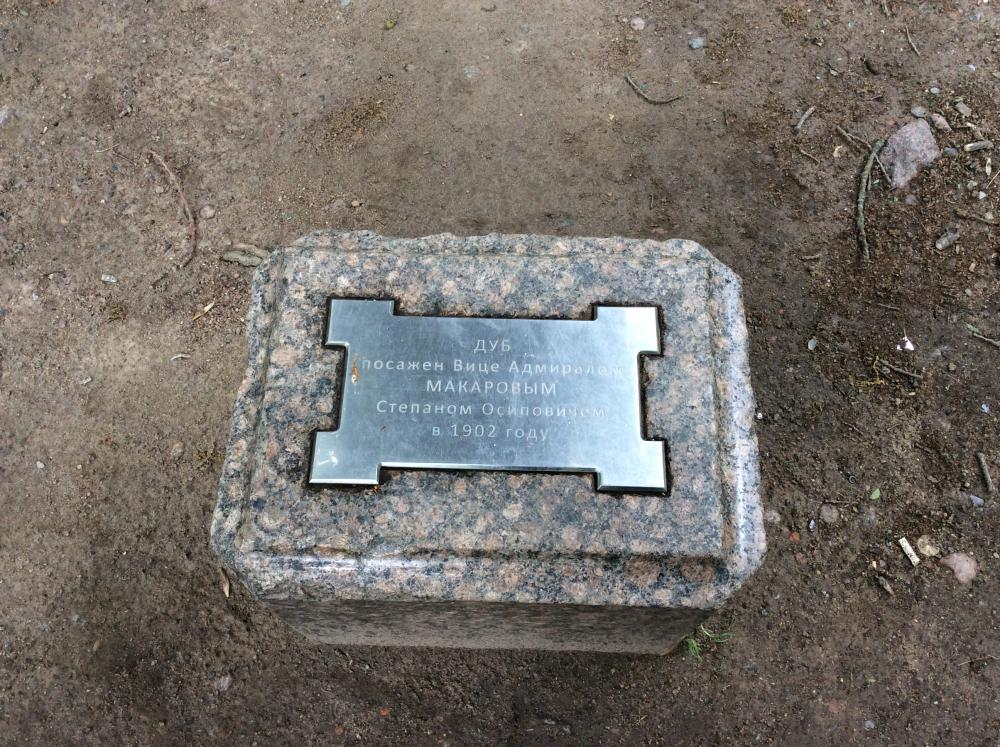 ДУБ
посажен Вице Адмиралом
МАКАРОВЫМ
Степаном Осиповичем
в 1902 году